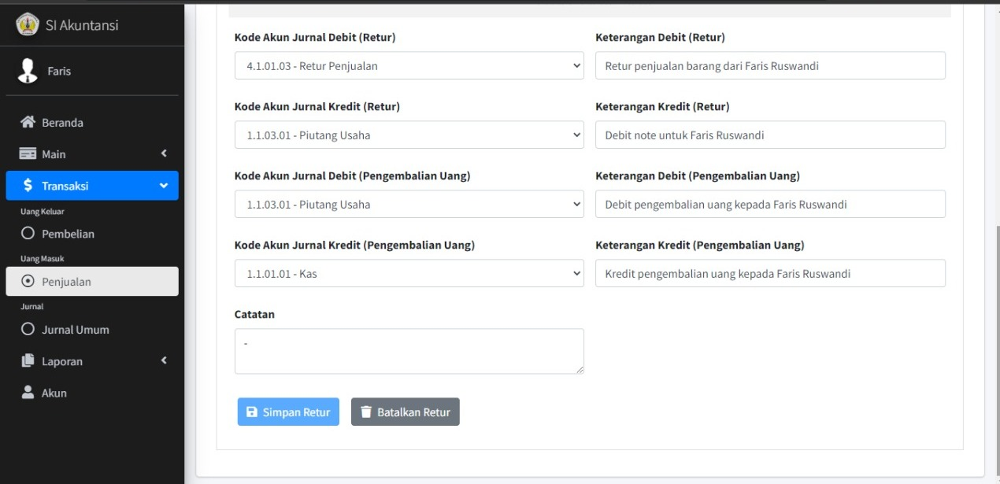 SI Akuntansi
Faris
Beranda
Main
Transaksi
Uang Keluar
Pembelian
Uang Masuk
Penjualan
Jurnal
Jurnal Umum
Laporan
Akun
Kode Akun Jurnal Debit (Retur)
Keterangan Debit (Retur)
4.1.01.03 - Retur Penjualan
Retur penjualan barang dari Faris Ruswandi
Kode Akun Jurnal Kredit (Retur)
Keterangan Kredit (Retur)
1.1.03.01 - Piutang Usaha
Debit note untuk Faris Ruswandi
Kode Akun Jurnal Debit (Pengembalian Uang)
Keterangan Debit (Pengembalian Uang)
1.1.03.01 - Piutang Usaha
Debit pengembalian uang kepada Faris Ruswandi
Kode Akun Jurnal Kredit (Pengembalian Uang)
Keterangan Kredit (Pengembalian Uang)
1.1.01.01 - Kas
Kredit pengembalian uang kepada Faris Ruswandi
Catatan
-
Simpan Retur
Batalkan Retur